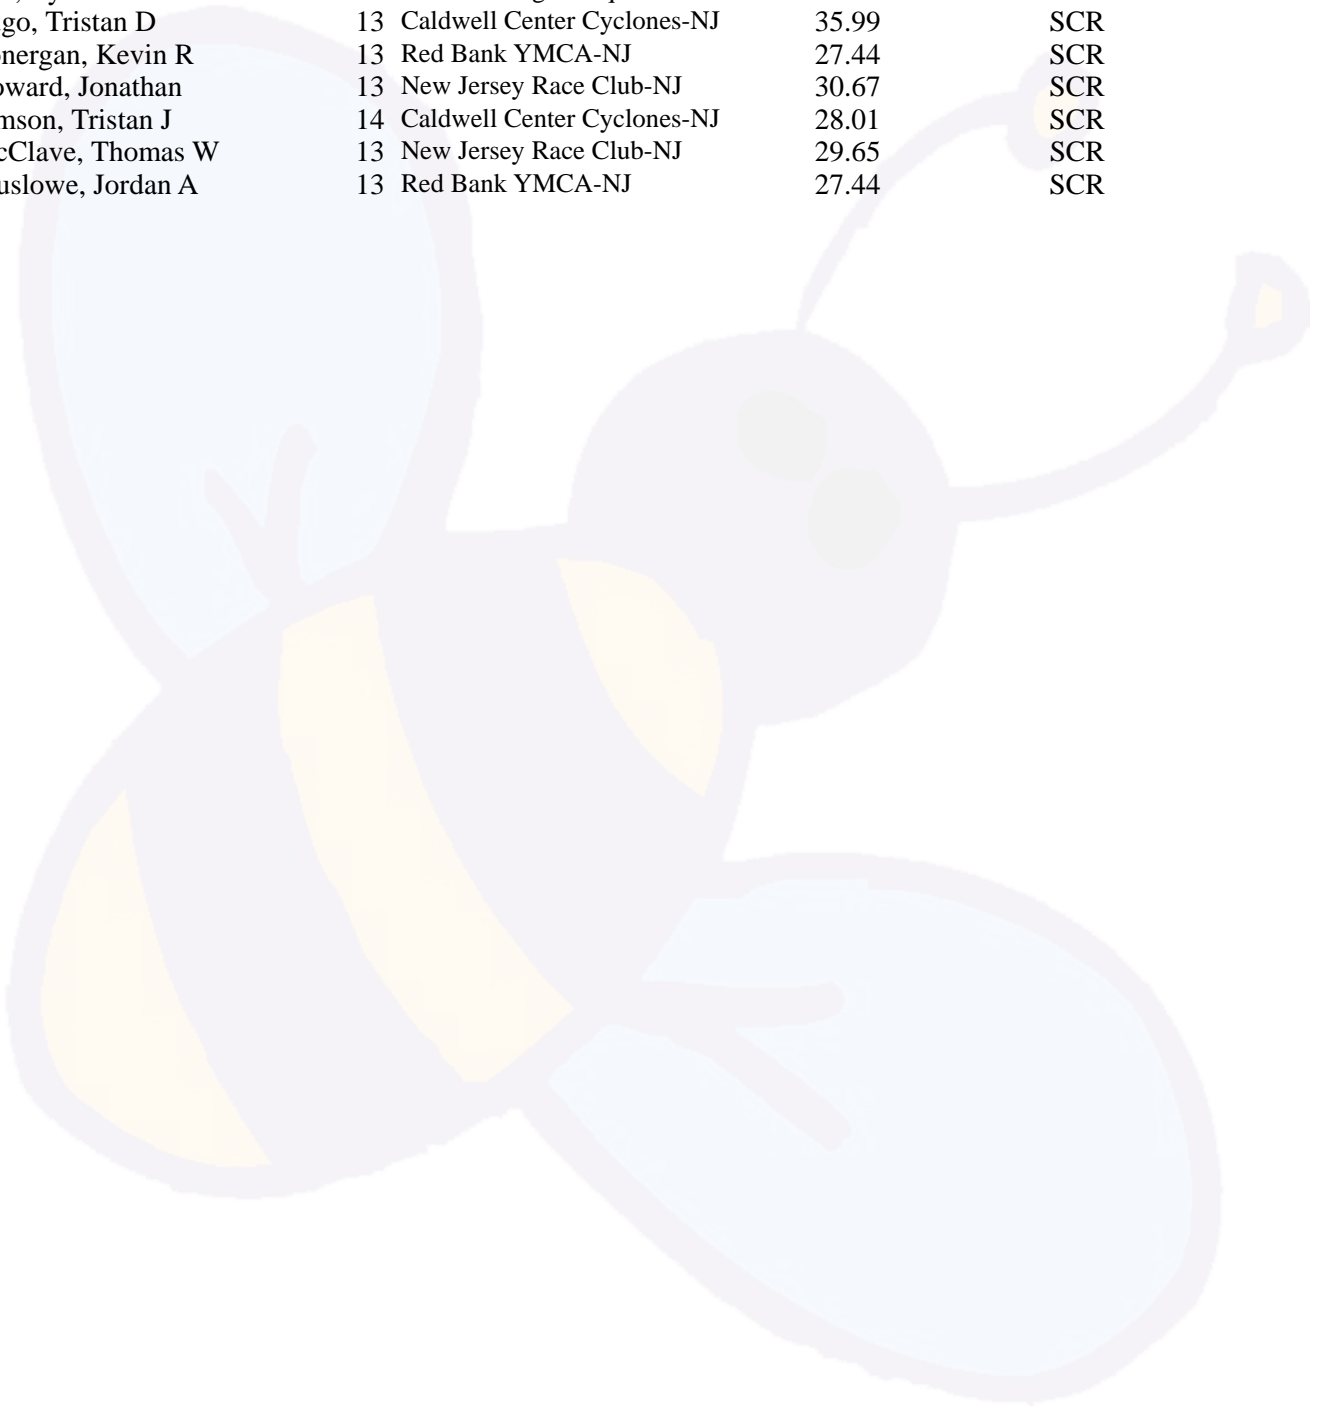 go, Tristan D 13 Caldwell Center Cyclones-NJ 35.99 SCR
nergan, Kevin R 13 Red Bank YMCA-NJ 27.44 SCR
oward, Jonathan 13 New Jersey Race Club-NJ 30.67 SCR
mson, Tristan J 14 Caldwell Center Cyclones-NJ 28.01 SCR
cClave, Thomas W 13 New Jersey Race Club-NJ 29.65 SCR
uslowe, Jordan A 13 Red Bank YMCA-NJ 27.44 SCR